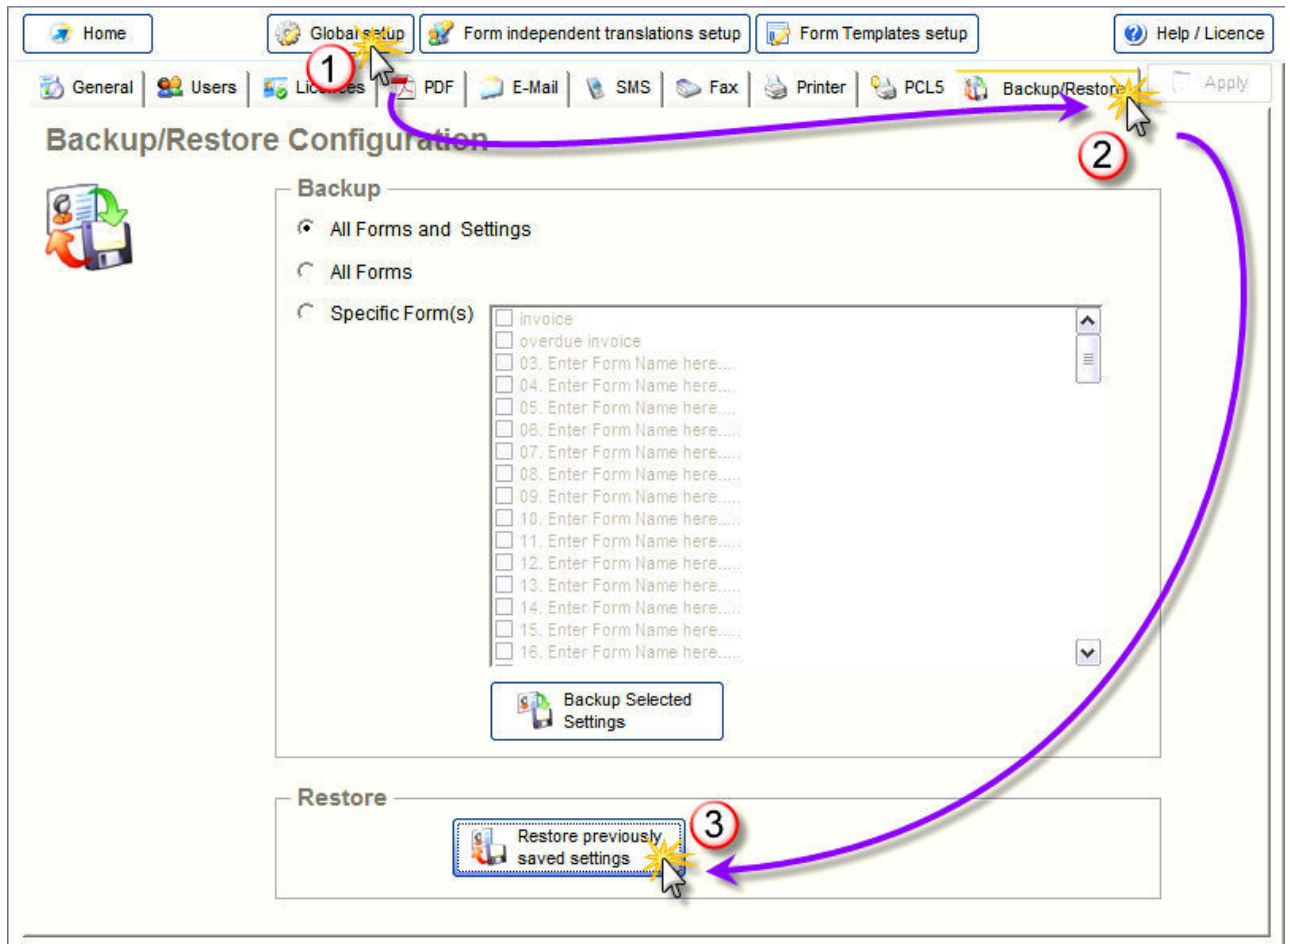 Home
Global setup
Form independent translations setup
Form Templates setup
Help / Licence
1
General
Users
Licences
PDF
E-Mail
SMS
Fax
Printer
PCL5
Backup/Restore
Apply
2
Backup/Restore Configuration
Backup
All Forms and Settings
All Forms
Specific Form(s)
invoice
overdue invoice
03. Enter Form Name here....
04. Enter Form Name here....
05. Enter Form Name here....
06. Enter Form Name here.....
07. Enter Form Name here.....
08. Enter Form Name here.....
09. Enter Form Name here.....
10. Enter Form Name here.....
11. Enter Form Name here.....
12. Enter Form Name here.....
13. Enter Form Name here.....
14. Enter Form Name here.....
15. Enter Form Name here.....
16. Enter Form Name here.....
Backup Selected
Settings
Restore
Restore previously
saved settings
3